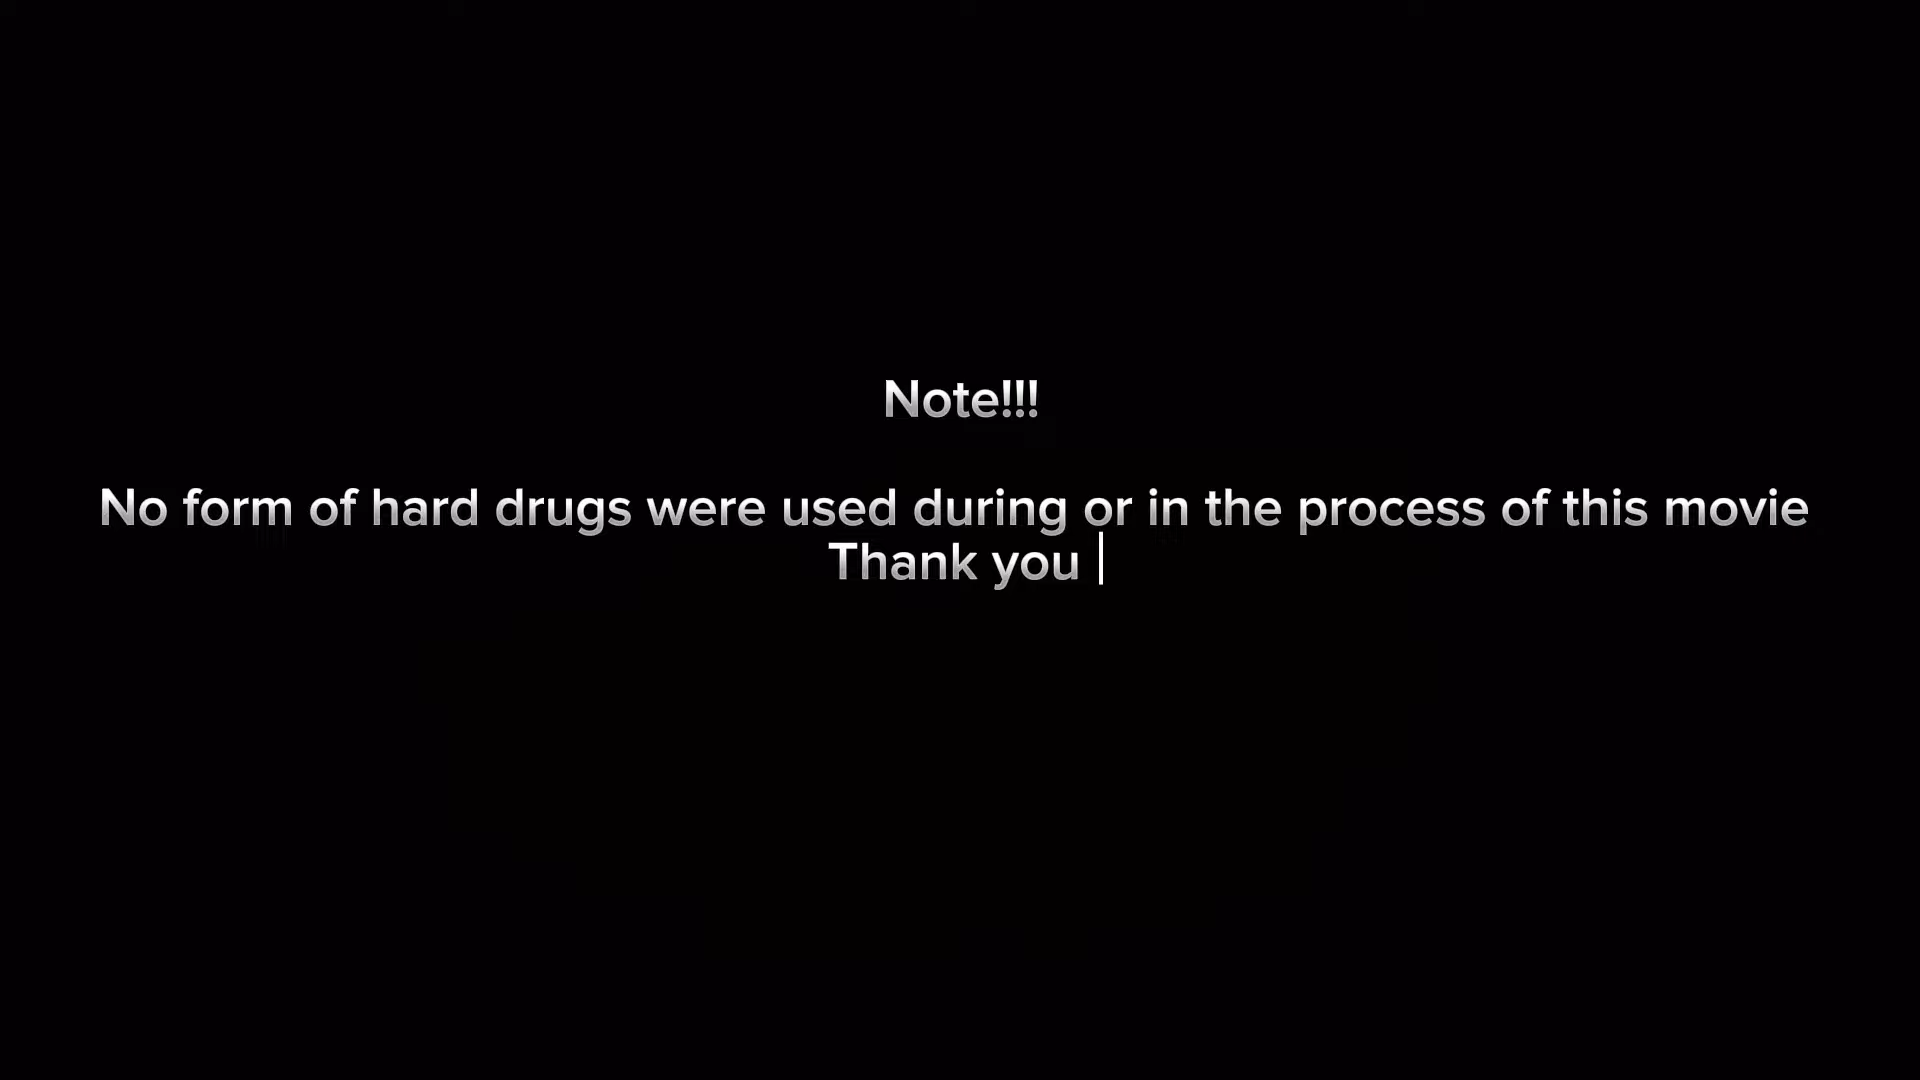 Note!!!
No form of hard drugs were used during or in the process of this movie
Thank you